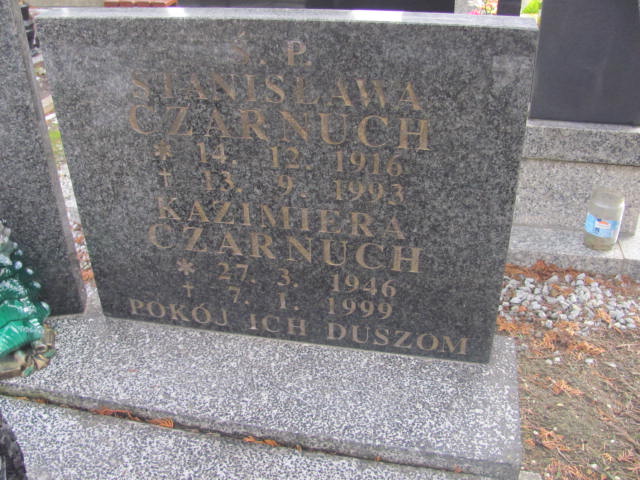 Ś. P.
STANISŁAWA
CZARNUCH
* 14. 12. 1916
† 13. 9. 1993
KAZIMIERA
CZARNUCH
* 27. 3. 1946
† 7. 1. 1999
POKÓJ ICH DUSZOM